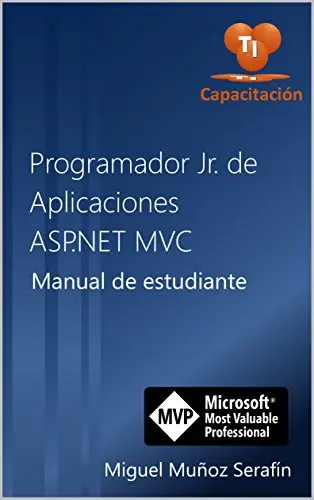 TI
Capacitación
Programador Jr. de
Aplicaciones
ASP.NET MVC
Manual de estudiante
MVP
Microsoft®
Most Valuable
Professional
Miguel Muñoz Serafín